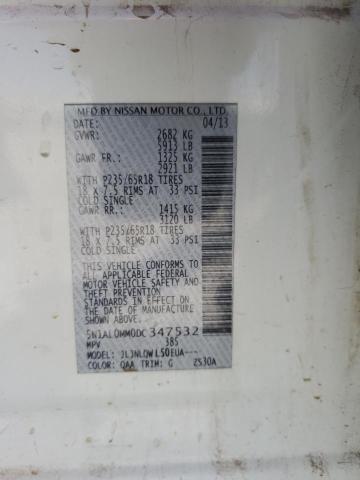 MFD BY NISSAN MOTOR CO., LTD.
DATE: 04/13
GVWR: 2682 KG
5913 LB
GAWR FR.: 1325 KG
2921 LB
WITH P235/65R18 TIRES
18 X 7.5 RIMS AT 33 PSI
COLD SINGLE
GAWR RR.: 1415 KG
3120 LB
WITH P235/65R18 TIRES
18 X 7.5 RIMS AT 33 PSI
COLD SINGLE
THIS VEHICLE CONFORMS TO
ALL APPLICABLE FEDERAL
MOTOR VEHICLE SAFETY AND
THEFT PREVENTION
STANDARDS IN EFFECT ON
THE DATE OF MANUFACTURE
SHOWN ABOVE
5N1AL0MM0DC347532
MPV 385
MODEL: JLJNLQWL50EUA---
COLOR: QAA TRIM: G Z530A